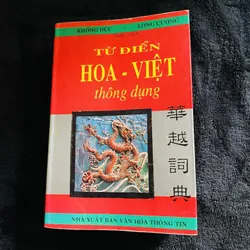 KHỔNG ĐỨC
LONG CƯƠNG
TỪ ĐIỂN
HOA - VIỆT
thông dụng
華越詞典
NHÀ XUẤT BẢN VĂN HÓA THÔNG TIN